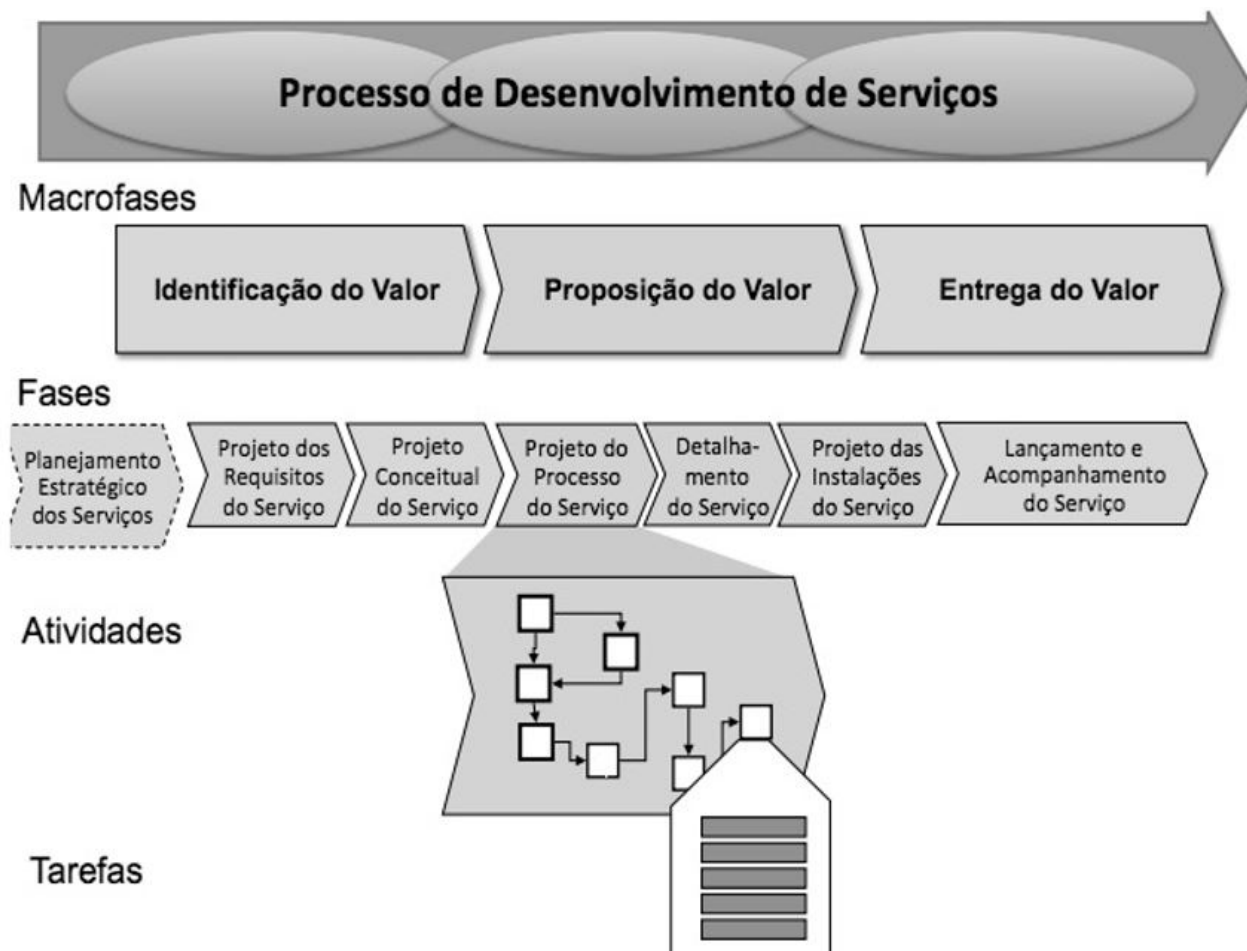 Processo de Desenvolvimento de Serviços
Macrofases
Identificação do Valor
Proposição do Valor
Entrega do Valor
Fases
Planejamento
Estratégico
dos Serviços
Projeto dos
Requisitos
do Serviço
Projeto
Conceitual
do Serviço
Projeto do
Processo
do Serviço
Detalha-
mento
do Serviço
Projeto das
Instalações
do Serviço
Lançamento e
Acompanhamento
do Serviço
Atividades
Tarefas